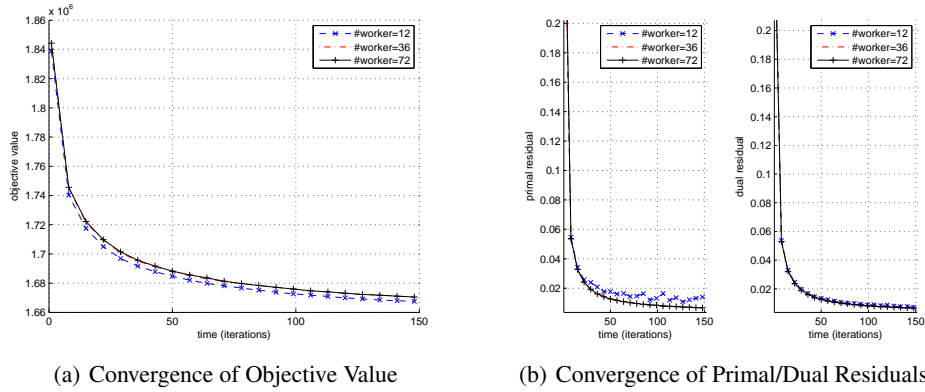 x 10^6
1.86
1.84
1.82
1.8
1.78
1.76
1.74
1.72
1.7
1.68
1.66
0
50
100
150
objective value
time (iterations)
#worker=12
#worker=36
#worker=72
0.2
0.18
0.16
0.14
0.12
0.1
0.08
0.06
0.04
0.02
50
100
150
primal residual
time (iterations)
#worker=12
#worker=36
#worker=72
0.2
0.18
0.16
0.14
0.12
0.1
0.08
0.06
0.04
0.02
50
100
150
dual residual
time (iterations)
#worker=12
#worker=36
#worker=72
(a) Convergence of Objective Value
(b) Convergence of Primal/Dual Residuals